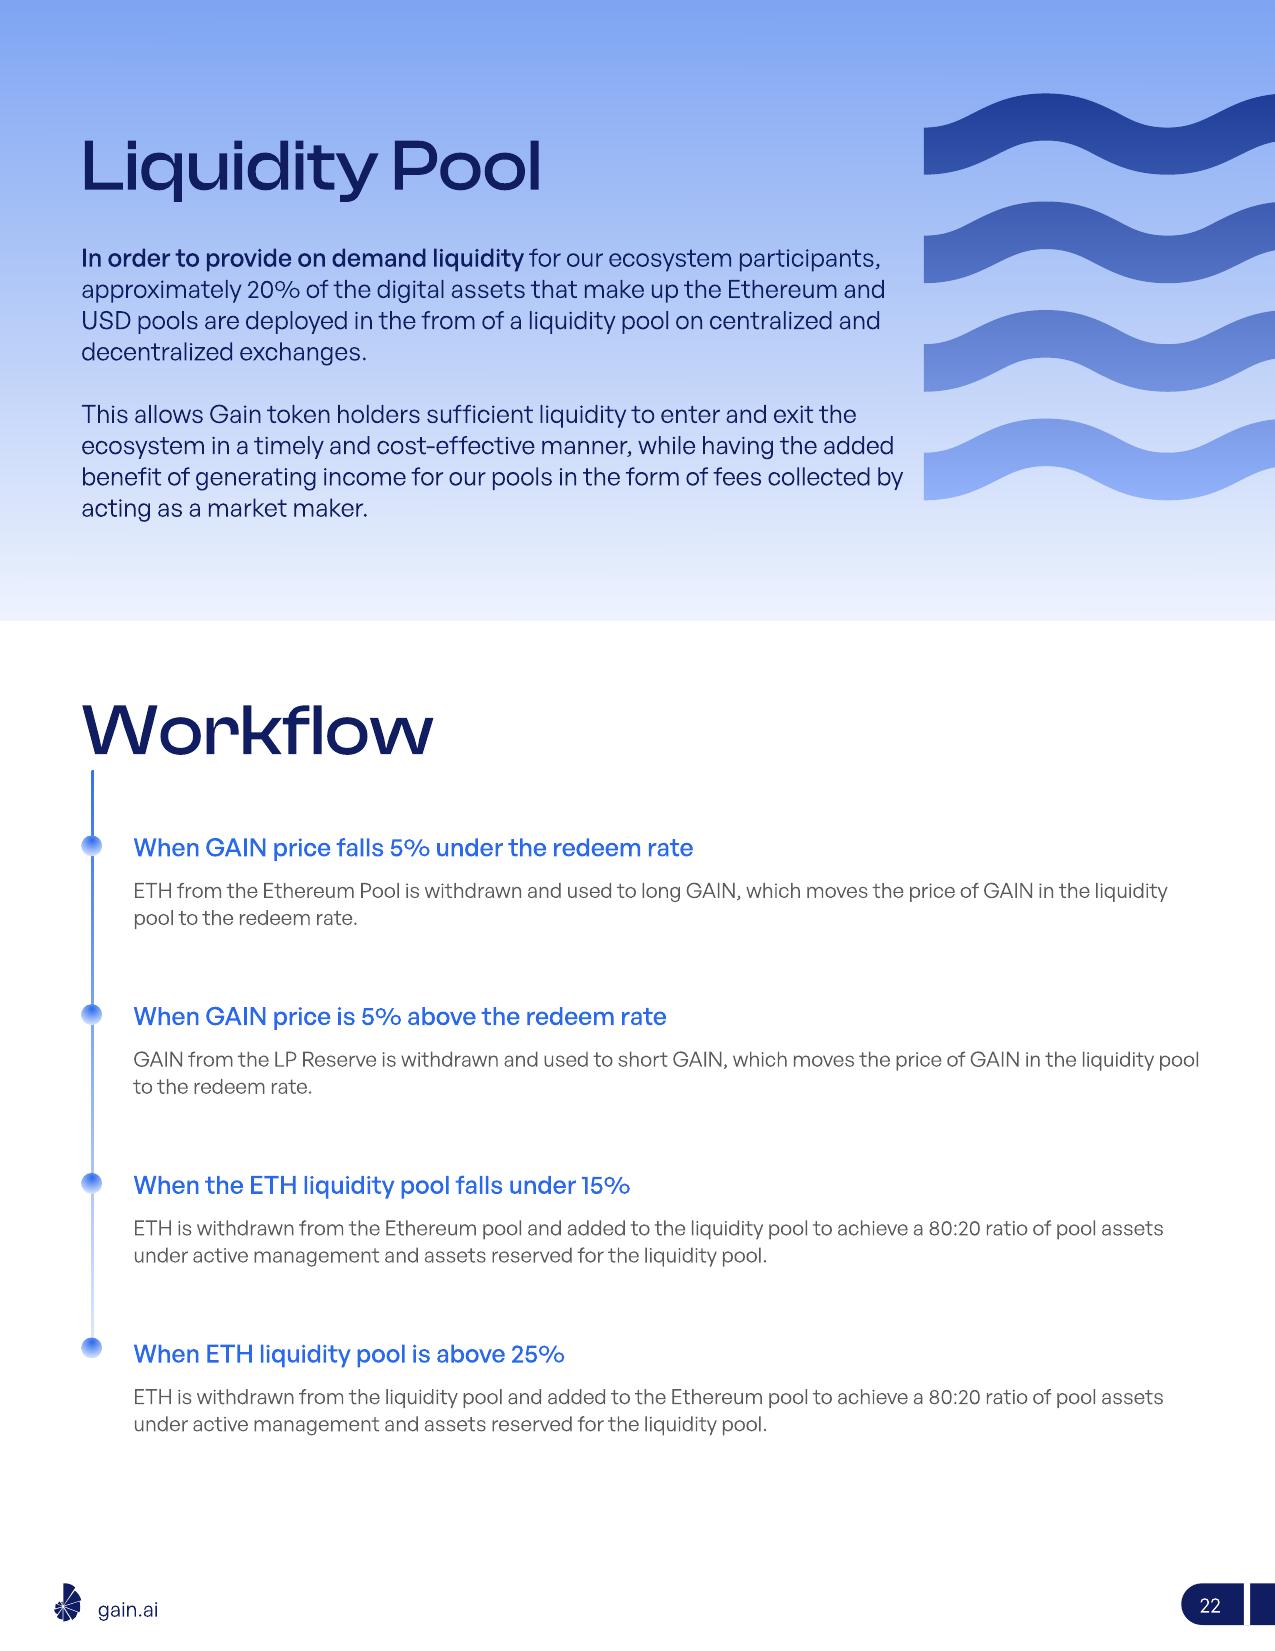 Liquidity Pool
In order to provide on demand liquidity for our ecosystem participants,
approximately 20% of the digital assets that make up the Ethereum and
USD pools are deployed in the from of a liquidity pool on centralized and
decentralized exchanges.
This allows Gain token holders sufficient liquidity to enter and exit the
ecosystem in a timely and cost-effective manner, while having the added
benefit of generating income for our pools in the form of fees collected by
acting as a market maker.
Workflow
When GAIN price falls 5% under the redeem rate
ETH from the Ethereum Pool is withdrawn and used to long GAIN, which moves the price of GAIN in the liquidity
pool to the redeem rate.
When GAIN price is 5% above the redeem rate
GAIN from the LP Reserve is withdrawn and used to short GAIN, which moves the price of GAIN in the liquidity pool
to the redeem rate.
When the ETH liquidity pool falls under 15%
ETH is withdrawn from the Ethereum pool and added to the liquidity pool to achieve a 80:20 ratio of pool assets
under active management and assets reserved for the liquidity pool.
When ETH liquidity pool is above 25%
ETH is withdrawn from the liquidity pool and added to the Ethereum pool to achieve a 80:20 ratio of pool assets
under active management and assets reserved for the liquidity pool.
gain.ai
22